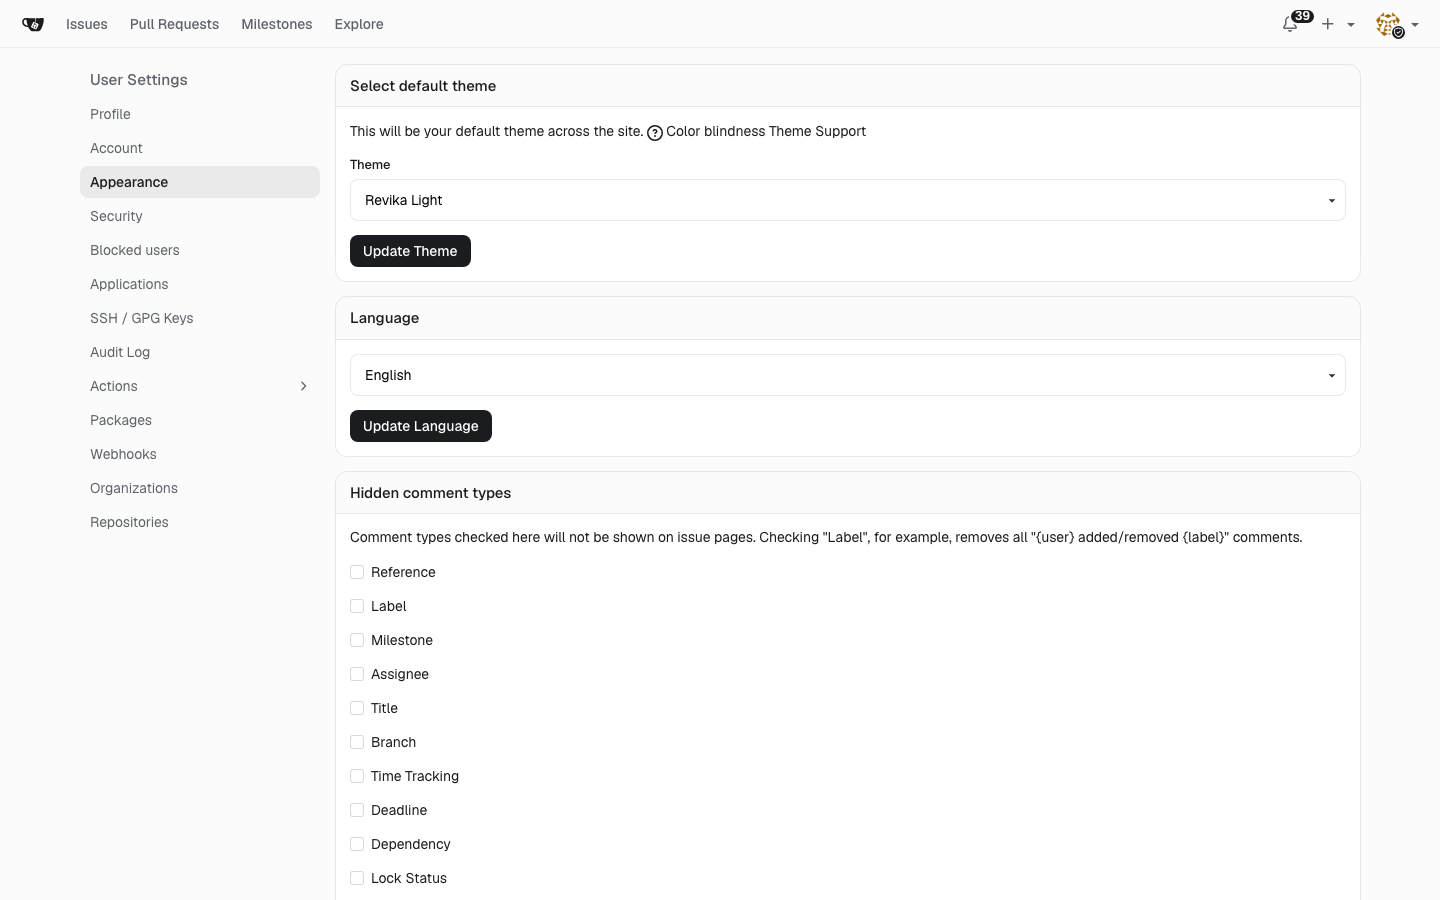 Issues Pull Requests Milestones Explore 39
User Settings
Profile
Account
Appearance
Security
Blocked users
Applications
SSH / GPG Keys
Audit Log
Actions
Packages
Webhooks
Organizations
Repositories
Select default theme
This will be your default theme across the site. Color blindness Theme Support
Theme
Revika Light
Update Theme
Language
English
Update Language
Hidden comment types
Comment types checked here will not be shown on issue pages. Checking "Label", for example, removes all "{user} added/removed {label}" comments.
Reference
Label
Milestone
Assignee
Title
Branch
Time Tracking
Deadline
Dependency
Lock Status